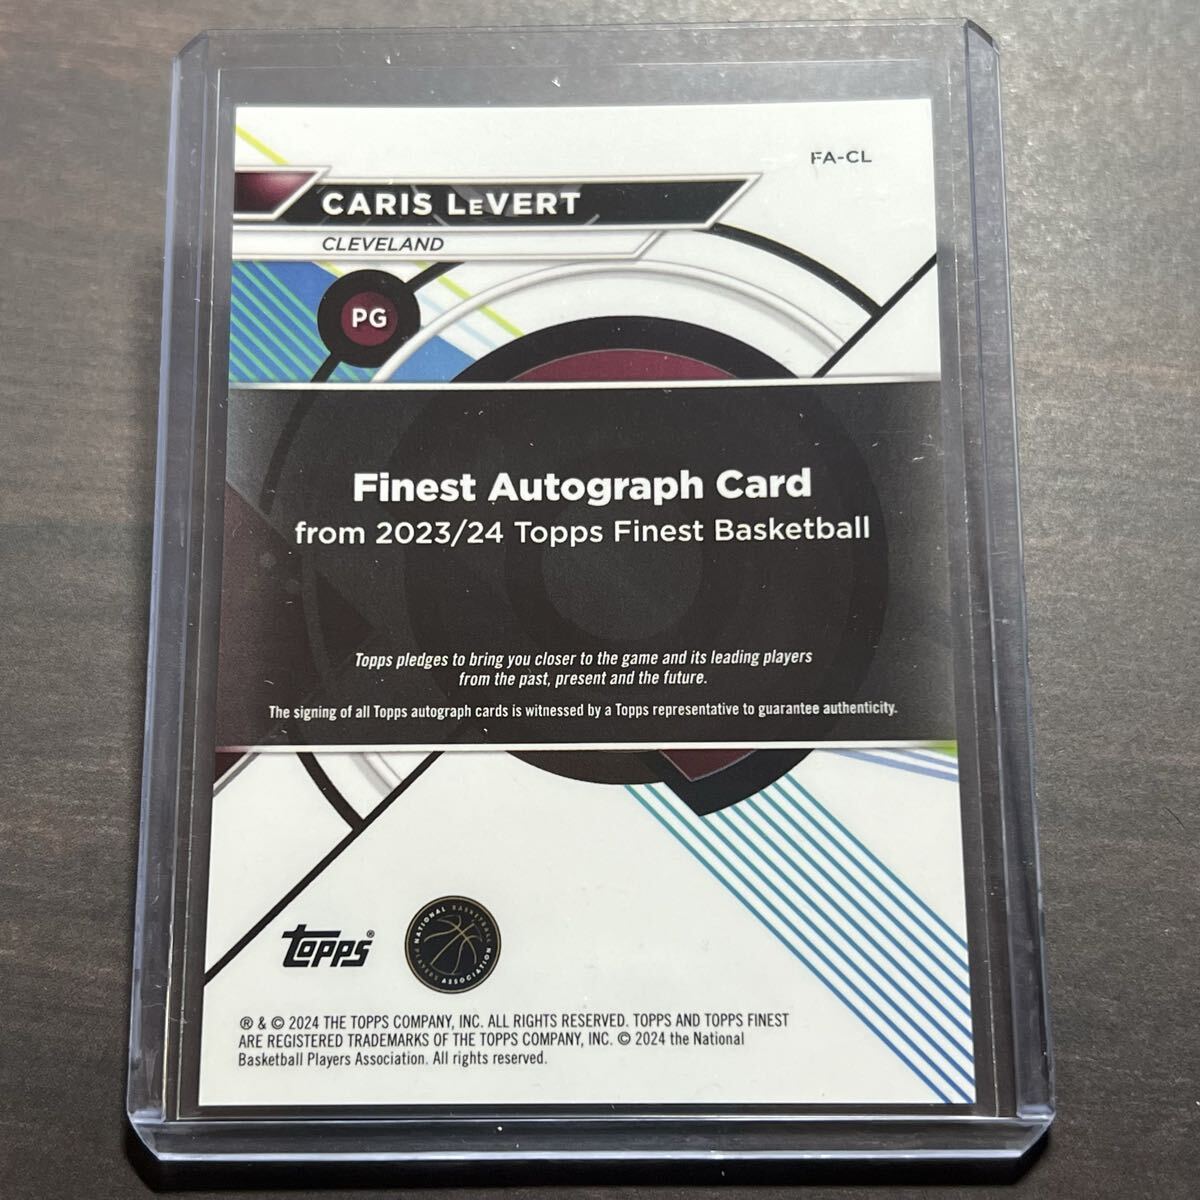 FA-CL
CARIS LeVERT
CLEVELAND
PG
Finest Autograph Card
from 2023/24 Topps Finest Basketball
Topps pledges to bring you closer to the game and its leading players
from the past, present and the future.
The signing of all Topps autograph cards is witnessed by a Topps representative to guarantee authenticity.
topps®
NATIONAL BASKETBALL PLAYERS ASSOCIATION
® & © 2024 THE TOPPS COMPANY, INC. ALL RIGHTS RESERVED. TOPPS AND TOPPS FINEST
ARE REGISTERED TRADEMARKS OF THE TOPPS COMPANY, INC. © 2024 the National
Basketball Players Association. All rights reserved.